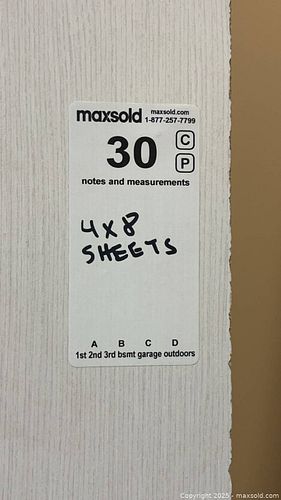 maxsold maxsold.com
1-877-257-7799
30 C
P
notes and measurements
4x8
SHEETS
A B C D
1st 2nd 3rd bsmt garage outdoors
© Copyright 2025 - maxsold.com